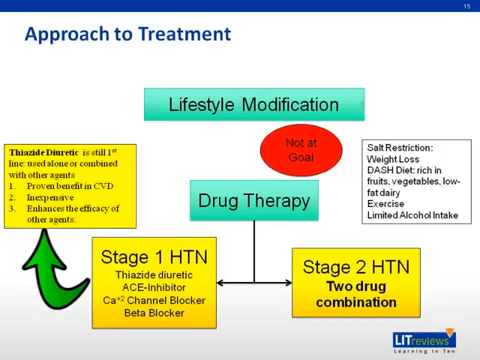 15
Approach to Treatment
Lifestyle Modification
Not at
Goal
Thiazide Diuretic is still 1st
line: used alone or combined
with other agents
1. Proven benefit in CVD
2. Inexpensive
3. Enhances the efficacy of
other agents.
Salt Restriction:
Weight Loss
DASH Diet: rich in
fruits, vegetables, low-
fat dairy
Exercise
Limited Alcohol Intake
Drug Therapy
Stage 1 HTN
Thiazide diuretic
ACE-Inhibitor
Ca+2 Channel Blocker
Beta Blocker
Stage 2 HTN
Two drug
combination
LITreviews
Learning in Ten